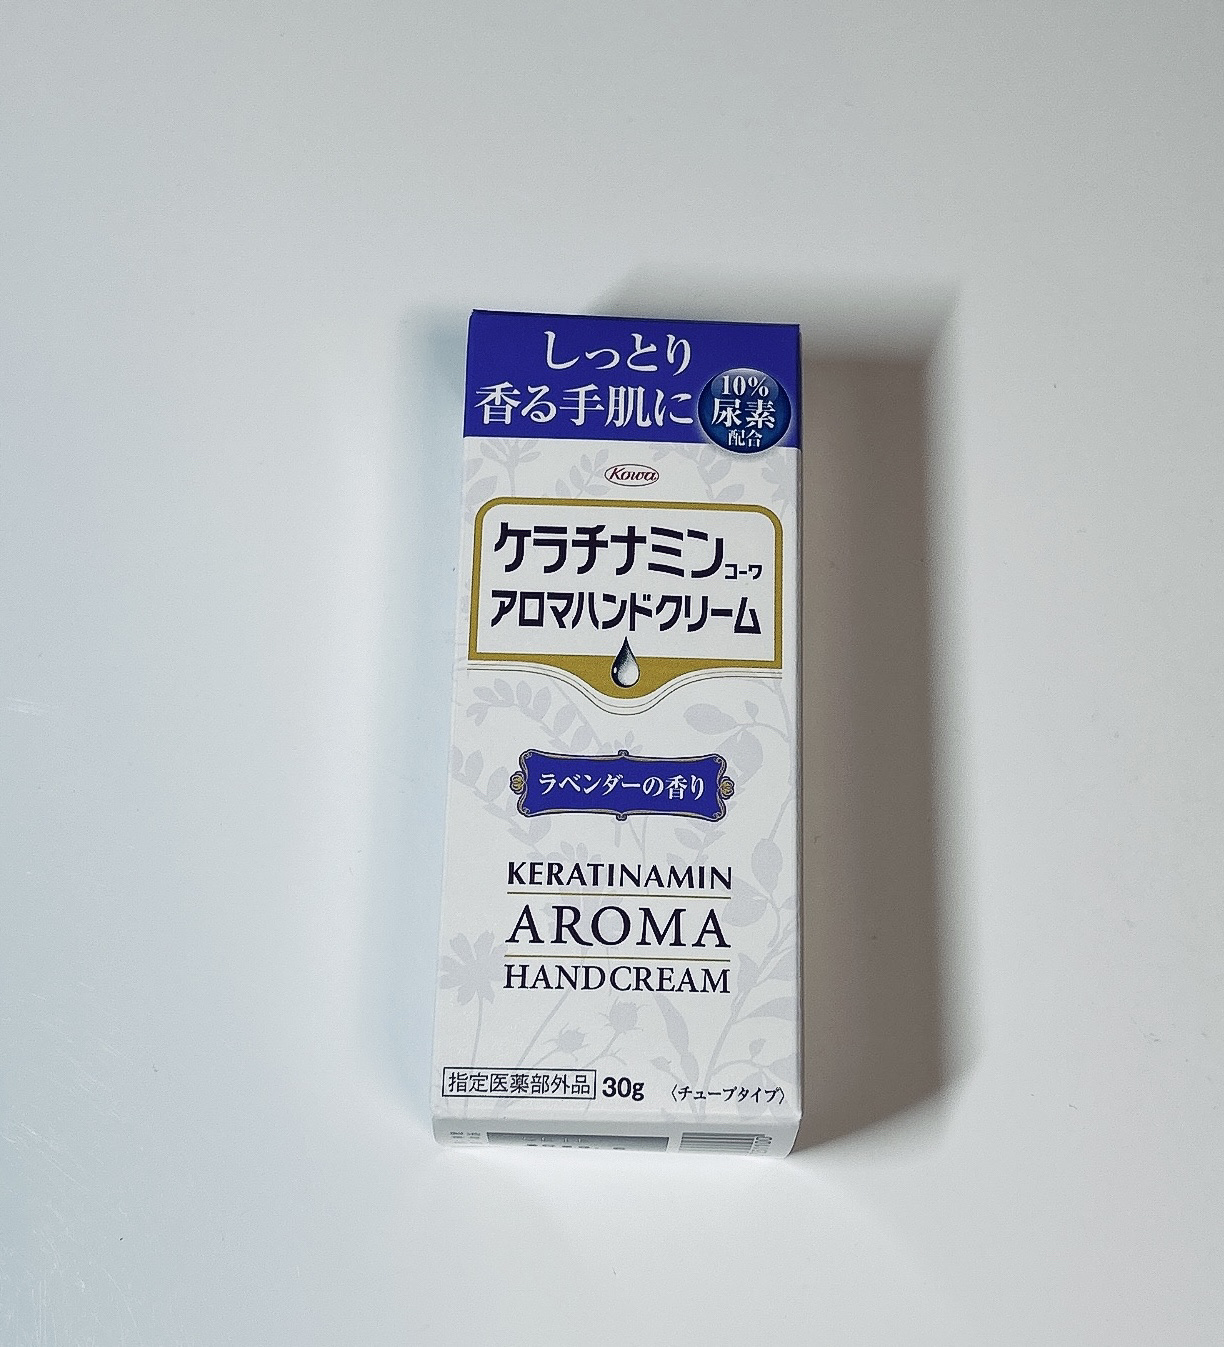 しっとり
香る手肌に
10%
尿素
配合
Kowa
ケラチナミンコーワ
アロマハンドクリーム
ラベンダーの香り
KERATINAMIN
AROMA
HANDCREAM
指定医薬部外品 30g 〈チューブタイプ〉